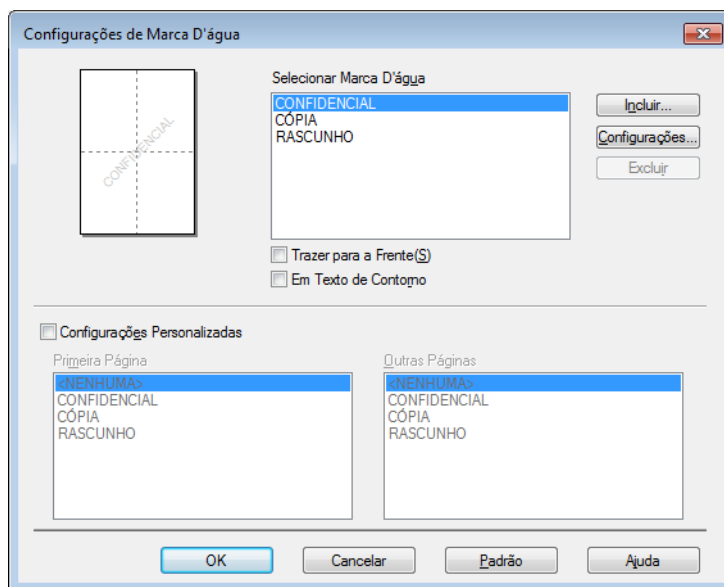 Configurações de Marca D'água
Selecionar Marca D'água
CONFIDENCIAL
CONFIDENCIAL
CÓPIA
RASCUNHO
Incluir...
Configurações...
Excluir
Trazer para a Frente(S)
Em Texto de Contorno
Configurações Personalizadas
Primeira Página
<NENHUMA>
CONFIDENCIAL
CÓPIA
RASCUNHO
Outras Páginas
<NENHUMA>
CONFIDENCIAL
CÓPIA
RASCUNHO
OK
Cancelar
Padrão
Ajuda